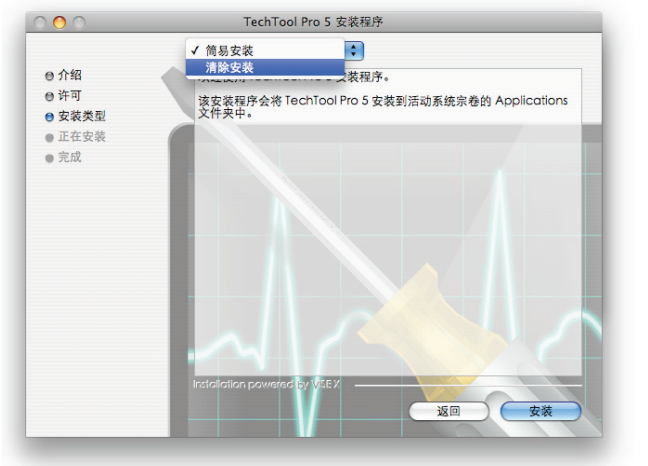 TechTool Pro 5 安装程序
✓ 简易安装
清除安装
介绍
许可
安装类型
正在安装
完成
TechTool Pro 5 安装程序。
该安装程序会将 TechTool Pro 5 安装到活动系统宗卷的 Applications
文件夹中。
Installation powered by VISE X
返回
安装